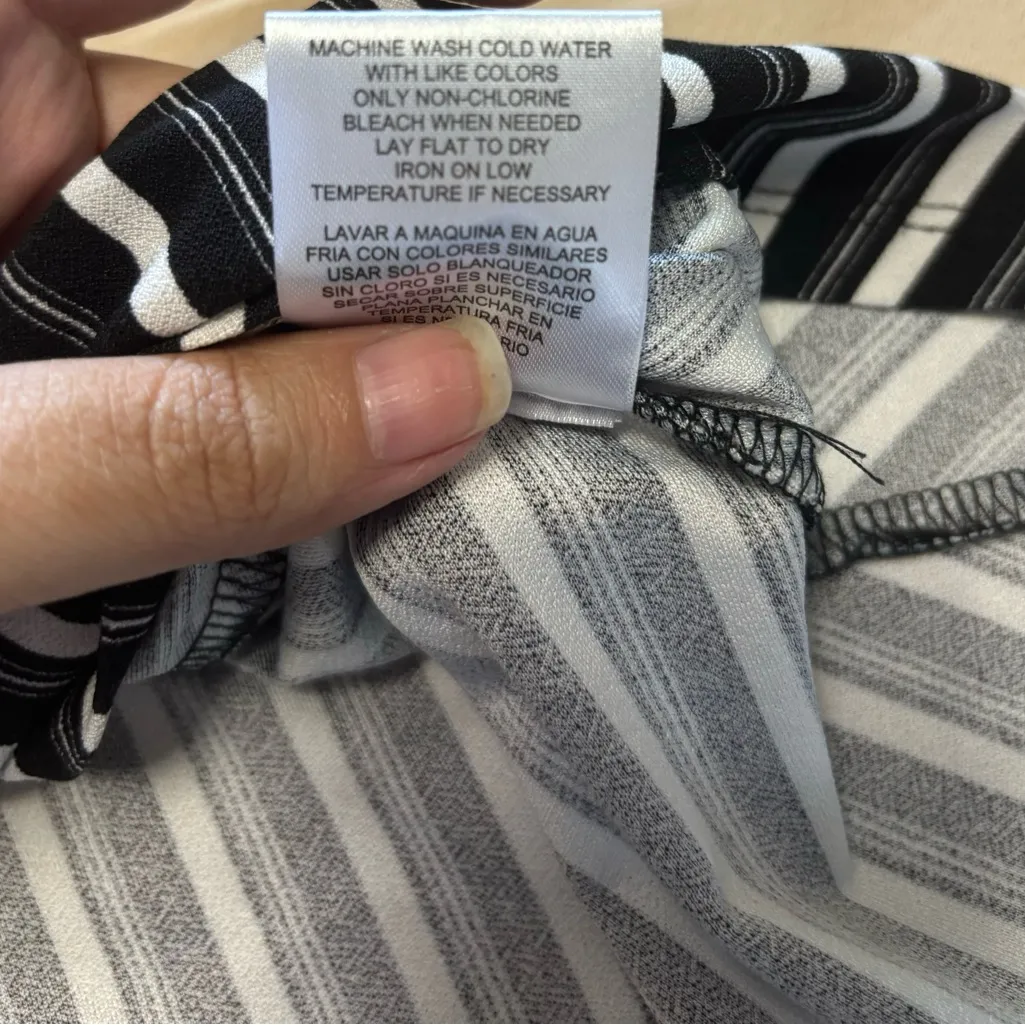 MACHINE WASH COLD WATER
WITH LIKE COLORS
ONLY NON-CHLORINE
BLEACH WHEN NEEDED
LAY FLAT TO DRY
IRON ON LOW
TEMPERATURE IF NECESSARY
LAVAR A MAQUINA EN AGUA
FRIA CON COLORES SIMILARES
USAR SOLO BLANQUEADOR
SIN CLORO SI ES NECESARIO
SECAR SOBRE SUPERFICIE
PLANA PLANCHAR EN
TEMPERATURA FRIA
SI ES